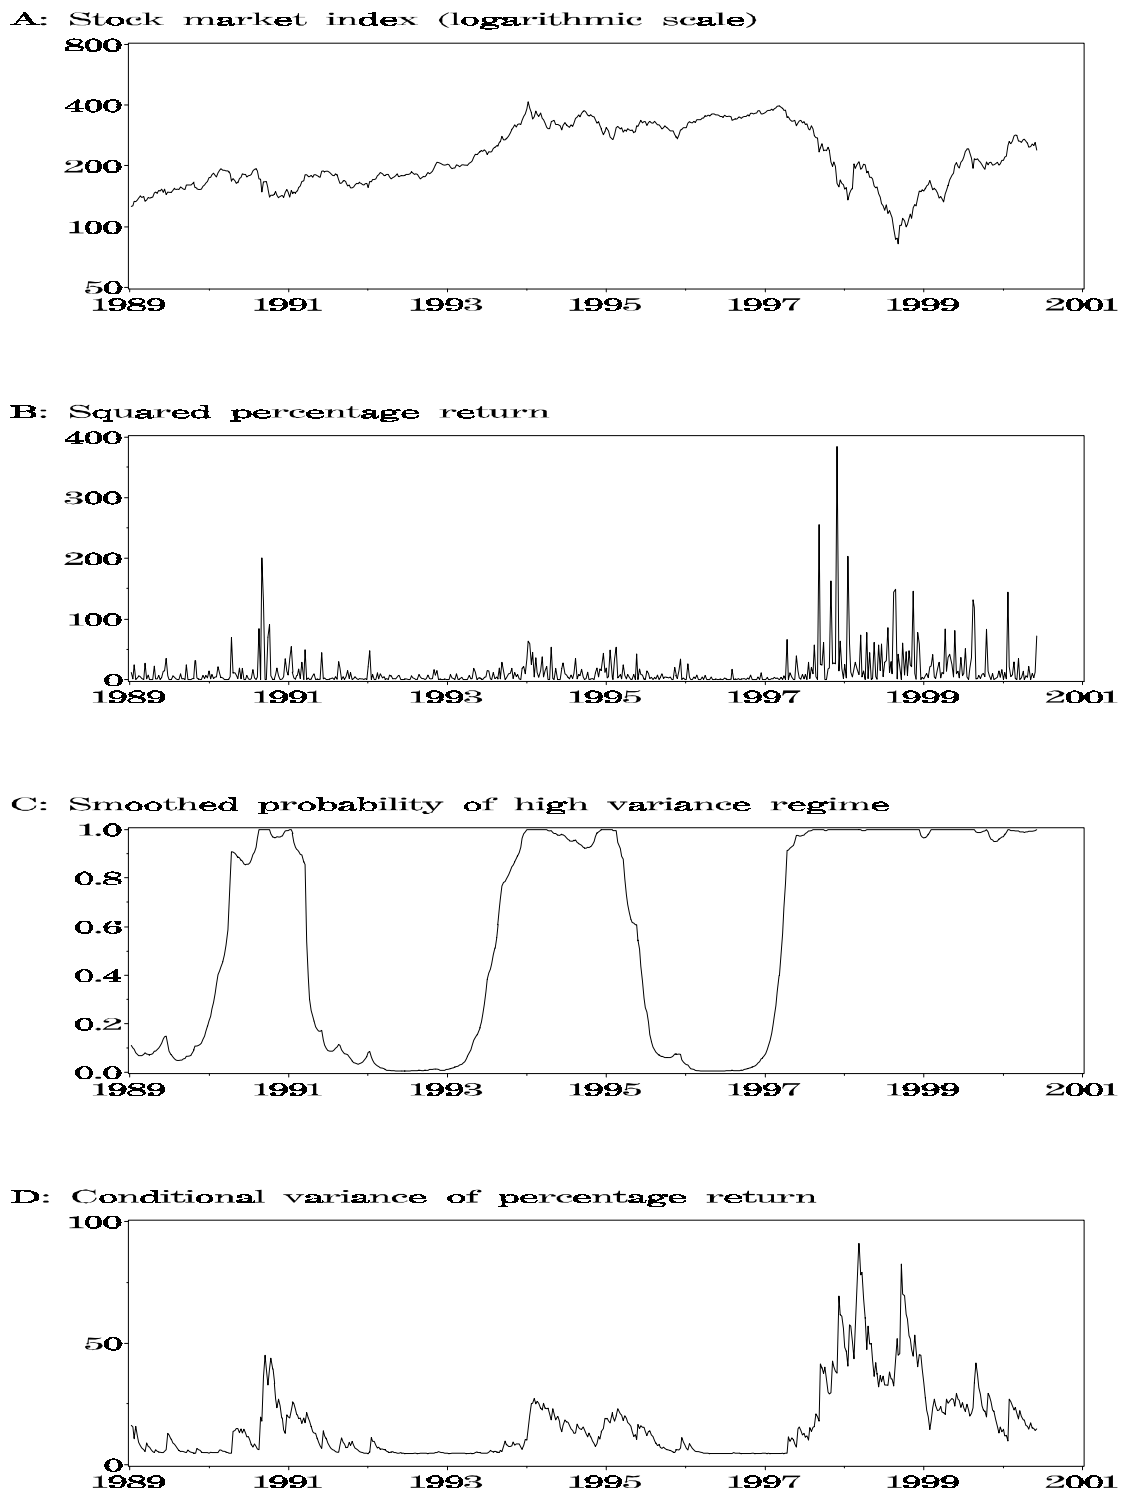 A: Stock market index (logarithmic scale)
800
400
200
100
50
1989 1991 1993 1995 1997 1999 2001
B: Squared percentage return
400
300
200
100
0
1989 1991 1993 1995 1997 1999 2001
C: Smoothed probability of high variance regime
1.0
0.8
0.6
0.4
0.2
0.0
1989 1991 1993 1995 1997 1999 2001
D: Conditional variance of percentage return
100
50
0
1989 1991 1993 1995 1997 1999 2001